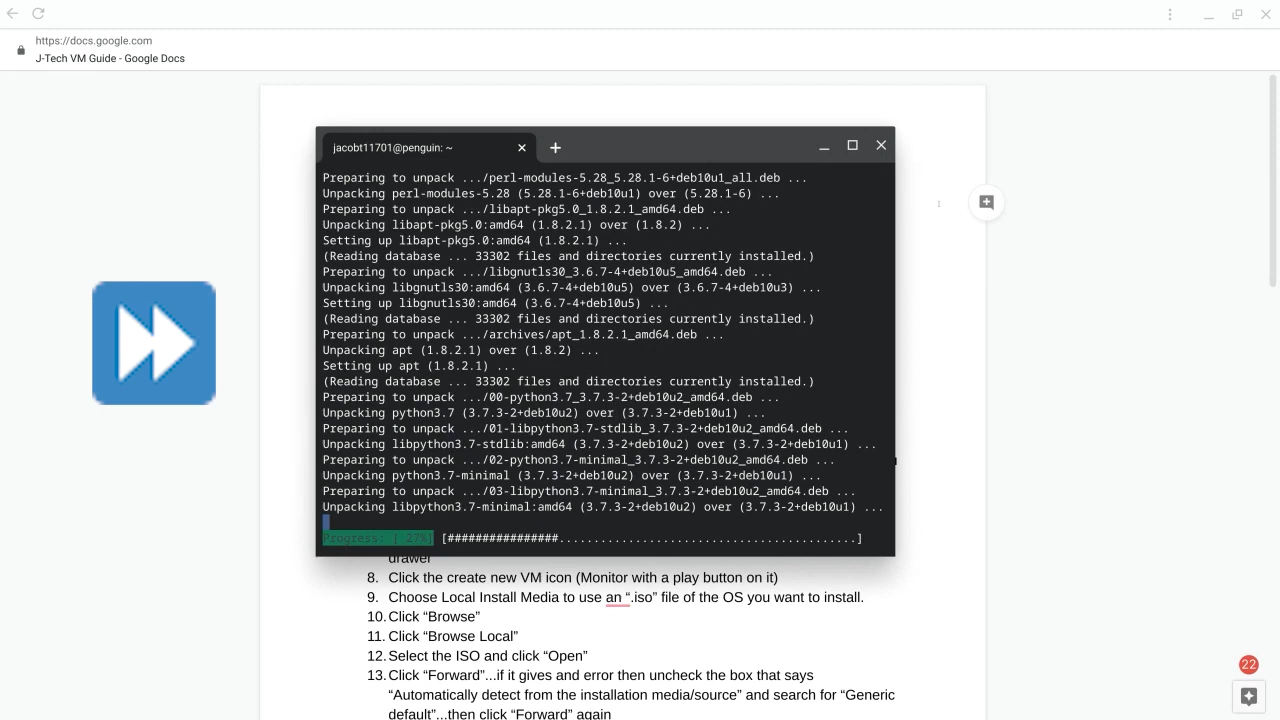 https://docs.google.com
J-Tech VM Guide - Google Docs
jacobt11701@penguin: ~
Preparing to unpack .../perl-modules-5.28_5.28.1-6+deb10u1_all.deb ...
Unpacking perl-modules-5.28 (5.28.1-6+deb10u1) over (5.28.1-6) ...
Preparing to unpack .../libapt-pkg5.0_1.8.2.1_amd64.deb ...
Unpacking libapt-pkg5.0:amd64 (1.8.2.1) over (1.8.2) ...
Setting up libapt-pkg5.0:amd64 (1.8.2.1) ...
(Reading database ... 33302 files and directories currently installed.)
Preparing to unpack .../libgnutls30_3.6.7-4+deb10u5_amd64.deb ...
Unpacking libgnutls30:amd64 (3.6.7-4+deb10u5) over (3.6.7-4+deb10u3) ...
Setting up libgnutls30:amd64 (3.6.7-4+deb10u5) ...
(Reading database ... 33302 files and directories currently installed.)
Preparing to unpack .../archives/apt_1.8.2.1_amd64.deb ...
Unpacking apt (1.8.2.1) over (1.8.2) ...
Setting up apt (1.8.2.1) ...
(Reading database ... 33302 files and directories currently installed.)
Preparing to unpack .../00-python3.7_3.7.3-2+deb10u2_amd64.deb ...
Unpacking python3.7 (3.7.3-2+deb10u2) over (3.7.3-2+deb10u1) ...
Preparing to unpack .../01-libpython3.7-stdlib_3.7.3-2+deb10u2_amd64.deb ...
Unpacking libpython3.7-stdlib:amd64 (3.7.3-2+deb10u2) over (3.7.3-2+deb10u1) ...
Preparing to unpack .../02-python3.7-minimal_3.7.3-2+deb10u2_amd64.deb ...
Unpacking python3.7-minimal (3.7.3-2+deb10u2) over (3.7.3-2+deb10u1) ...
Preparing to unpack .../03-libpython3.7-minimal_3.7.3-2+deb10u2_amd64.deb ...
Unpacking libpython3.7-minimal:amd64 (3.7.3-2+deb10u2) over (3.7.3-2+deb10u1) ...
Progress: [ 27%] [################...........................................]
drawer
8. Click the create new VM icon (Monitor with a play button on it)
9. Choose Local Install Media to use an “.iso” file of the OS you want to install.
10. Click “Browse”
11. Click “Browse Local”
12. Select the ISO and click “Open”
13. Click “Forward”...if it gives and error then uncheck the box that says
“Automatically detect from the installation media/source” and search for “Generic
default”...then click “Forward” again
22